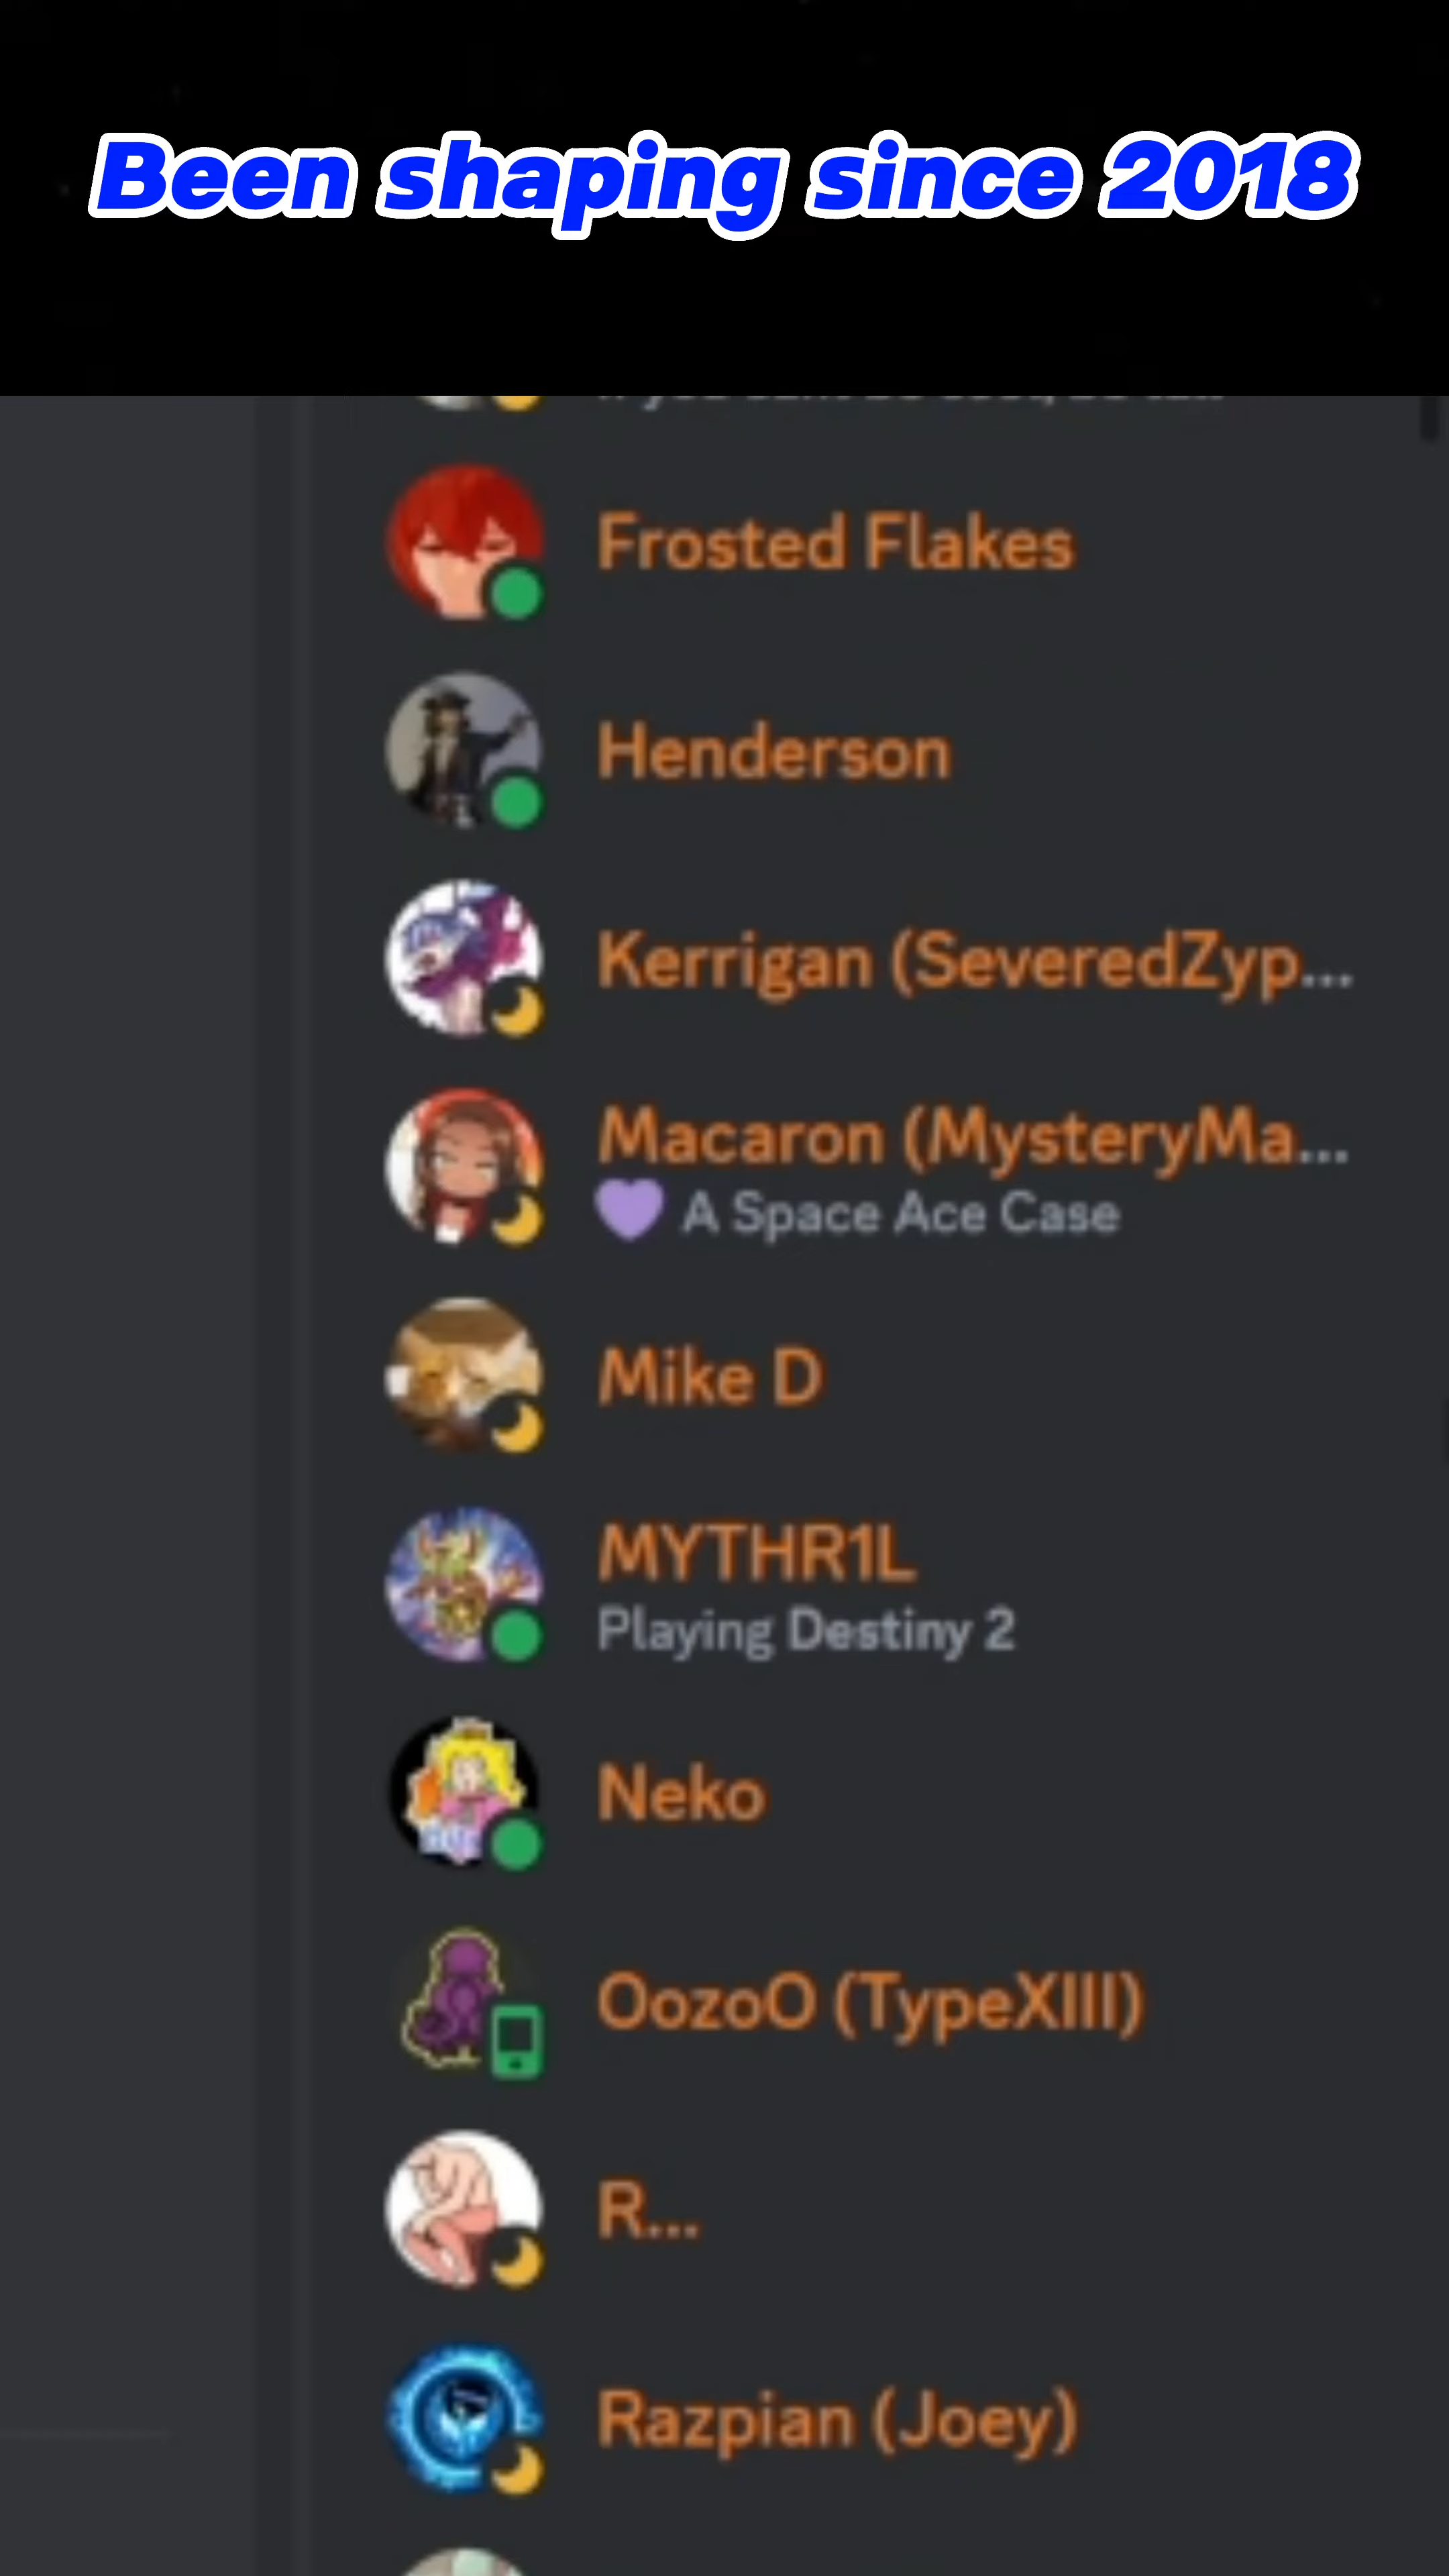 Been shaping since 2018
Frosted Flakes
Henderson
Kerrigan (SeveredZyp...
Macaron (MysteryMa...
A Space Ace Case
Mike D
MYTHR1L
Playing Destiny 2
Neko
OozoO (TypeXIII)
R...
Razpian (Joey)